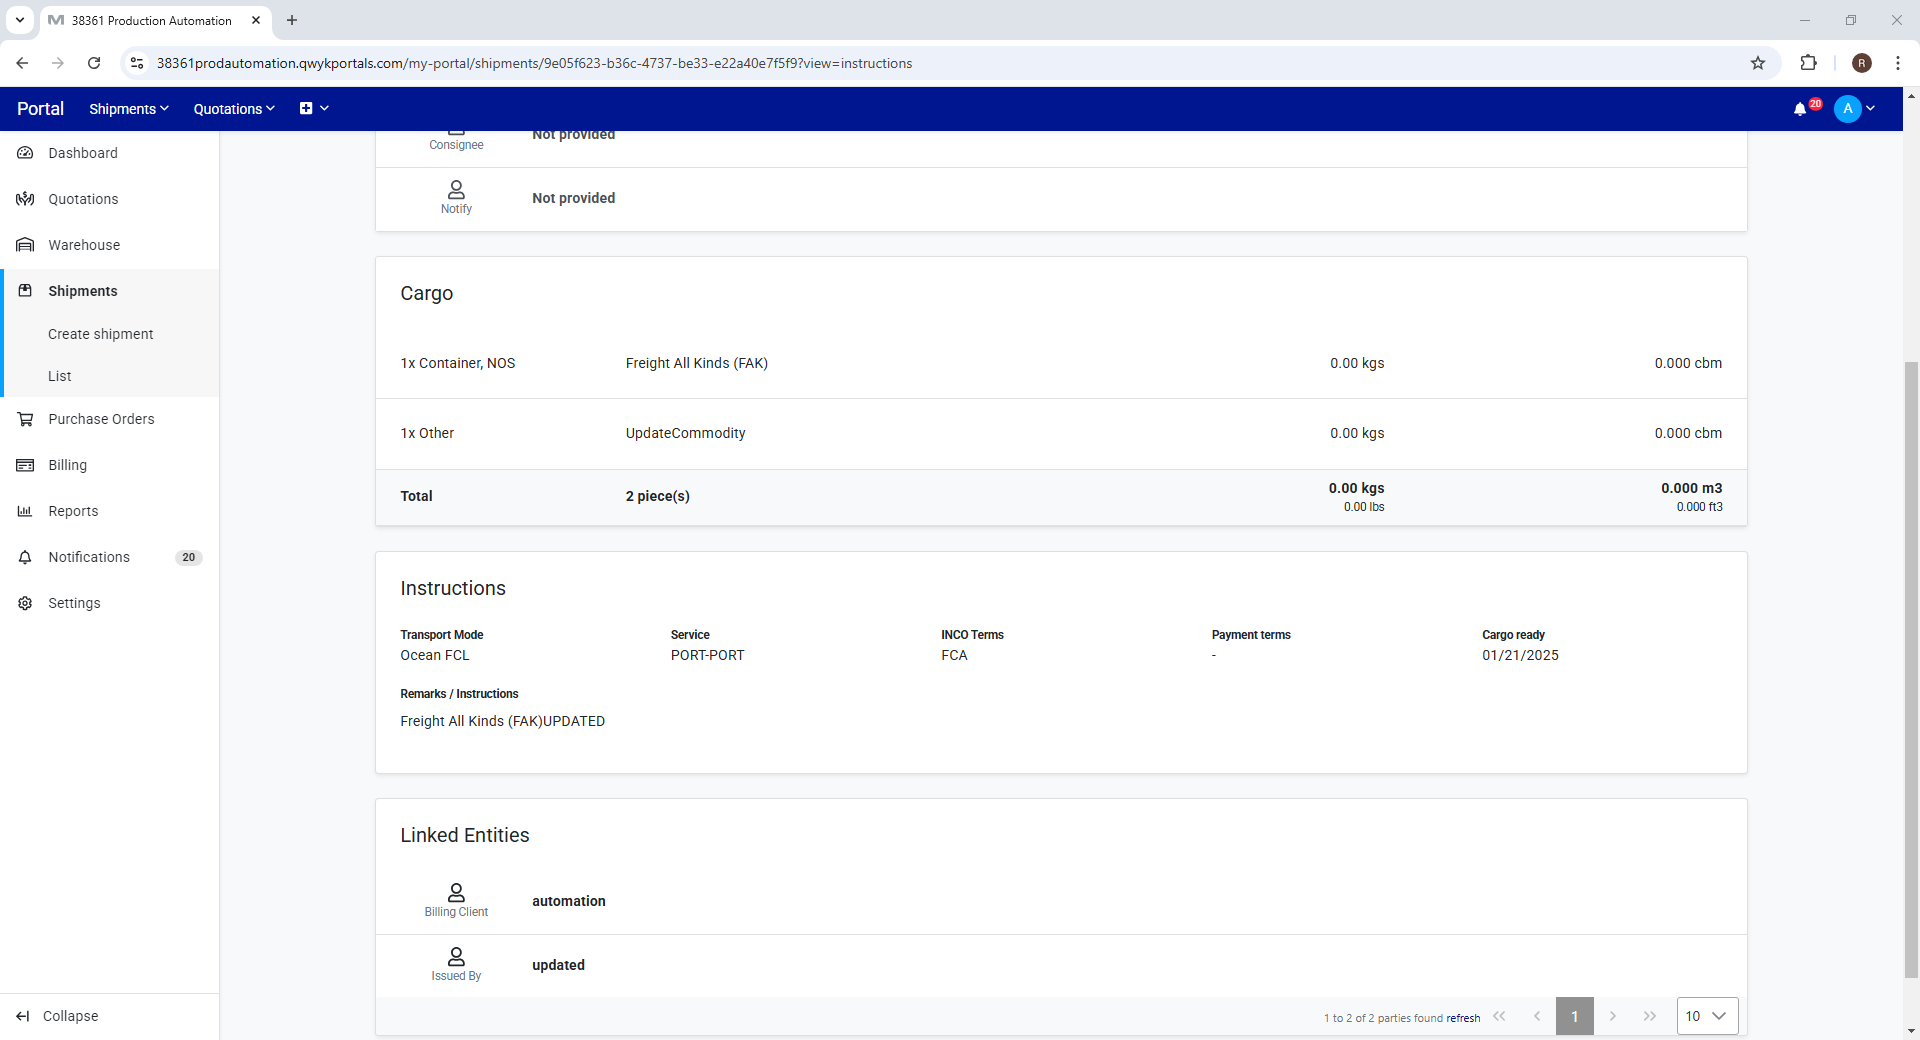 38361 Production Automation
38361prodautomation.qwykportals.com/my-portal/shipments/9e05f623-b36c-4737-be33-e22a40e7f5f9?view=instructions
R
Portal
Shipments
Quotations
20
A
Dashboard
Quotations
Warehouse
Shipments
Create shipment
List
Purchase Orders
Billing
Reports
Notifications 20
Settings
Collapse
Consignee Not provided
Notify Not provided
Cargo
1x Container, NOS Freight All Kinds (FAK) 0.00 kgs 0.000 cbm
1x Other UpdateCommodity 0.00 kgs 0.000 cbm
Total 2 piece(s) 0.00 kgs 0.000 m3
0.00 lbs 0.000 ft3
Instructions
Transport Mode Service INCO Terms Payment terms Cargo ready
Ocean FCL PORT-PORT FCA - 01/21/2025
Remarks / Instructions
Freight All Kinds (FAK)UPDATED
Linked Entities
Billing Client automation
Issued By updated
1 to 2 of 2 parties found refresh 1 10